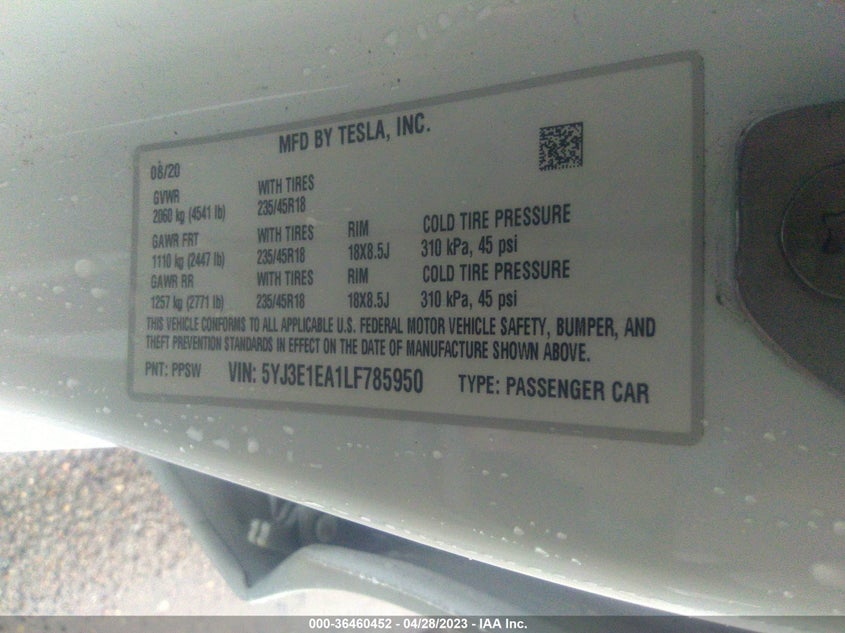 MFD BY TESLA, INC.
08/20
GVWR WITH TIRES
2060 kg (4541 lb) 235/45R18
GAWR FRT WITH TIRES RIM COLD TIRE PRESSURE
1110 kg (2447 lb) 235/45R18 18X8.5J 310 kPa, 45 psi
GAWR RR WITH TIRES RIM COLD TIRE PRESSURE
1257 kg (2771 lb) 235/45R18 18X8.5J 310 kPa, 45 psi
THIS VEHICLE CONFORMS TO ALL APPLICABLE U.S. FEDERAL MOTOR VEHICLE SAFETY, BUMPER, AND
THEFT PREVENTION STANDARDS IN EFFECT ON THE DATE OF MANUFACTURE SHOWN ABOVE.
PNT: PPSW VIN: 5YJ3E1EA1LF785950 TYPE: PASSENGER CAR
000-36460452 - 04/28/2023 - IAA Inc.